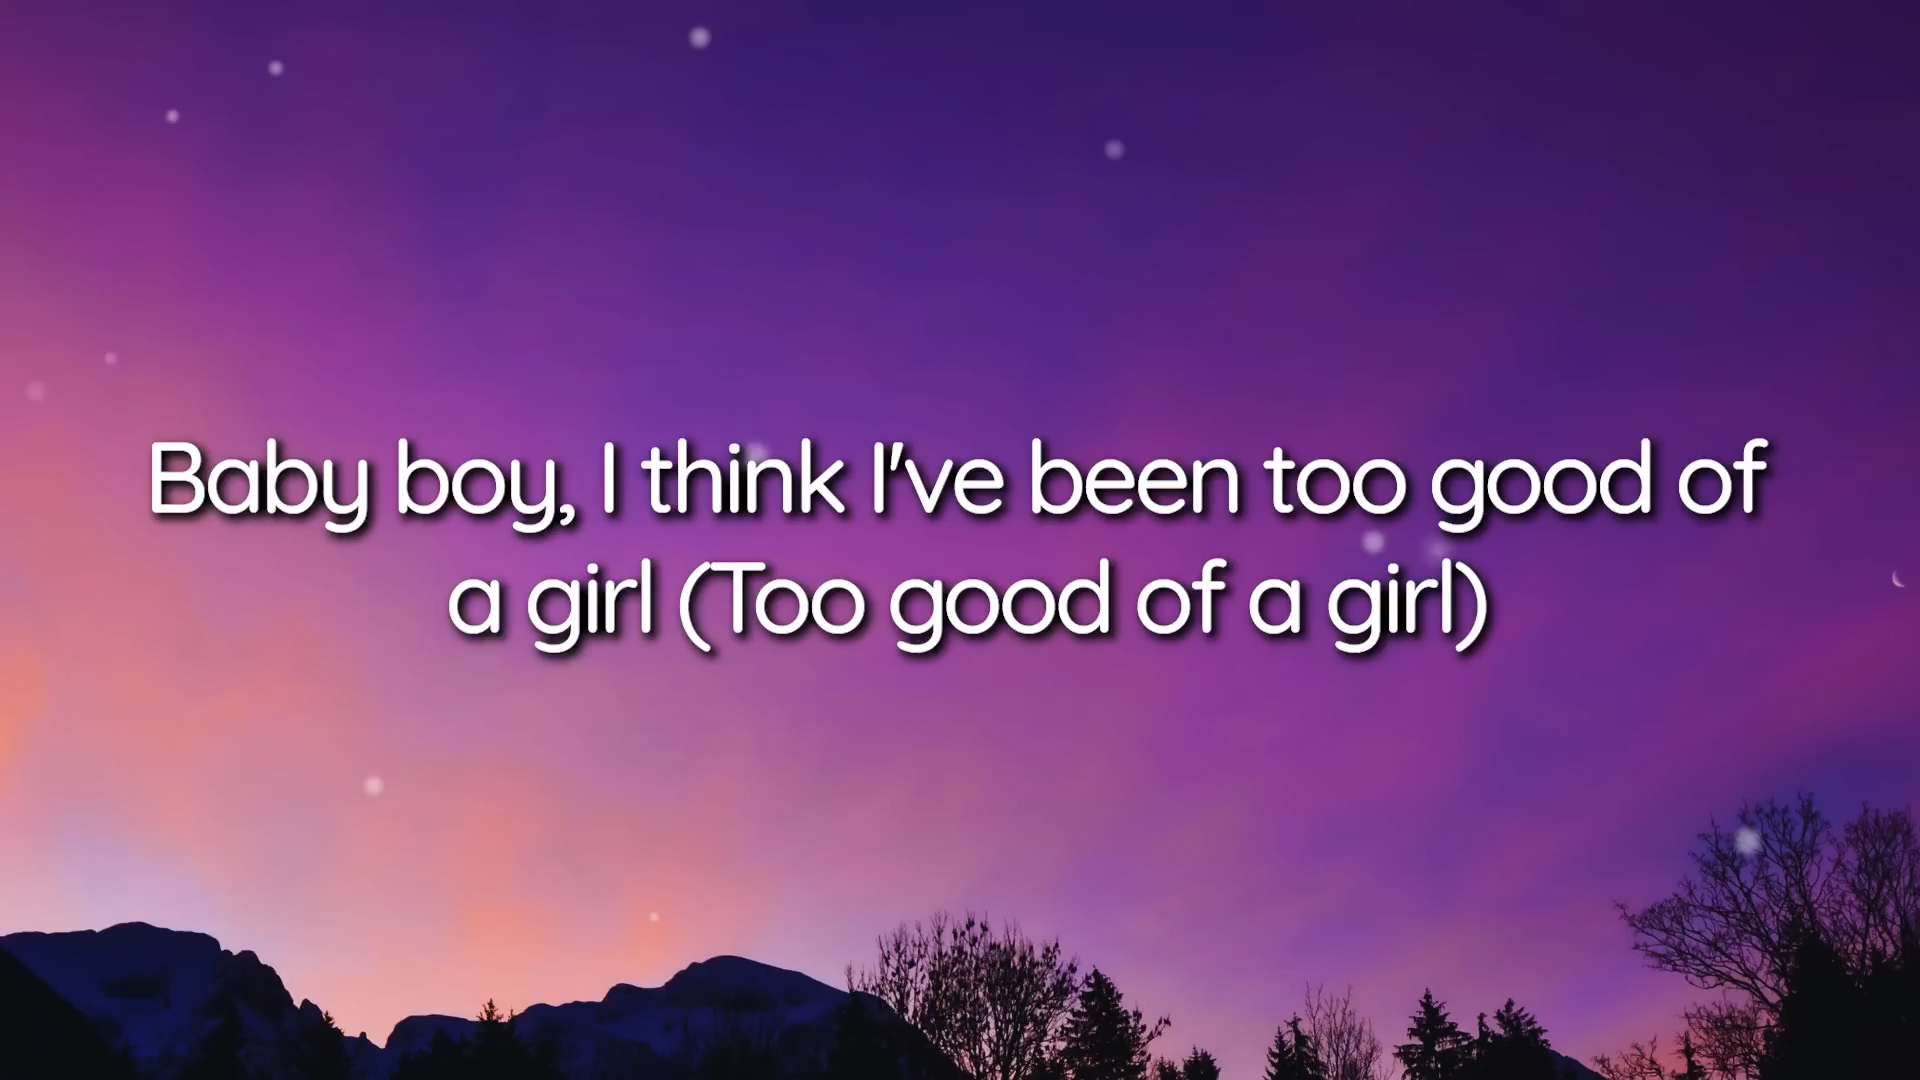 Baby boy, I think I've been too good of
a girl (Too good of a girl)